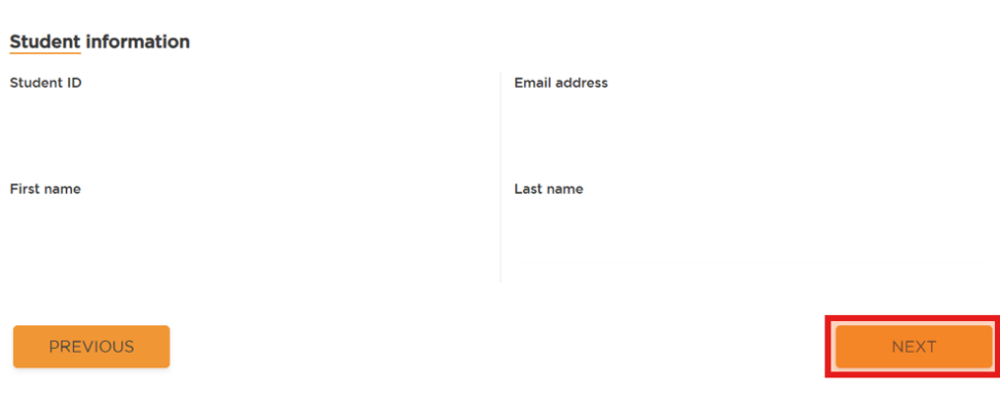 Student information
Student ID
Email address
First name
Last name
PREVIOUS
NEXT